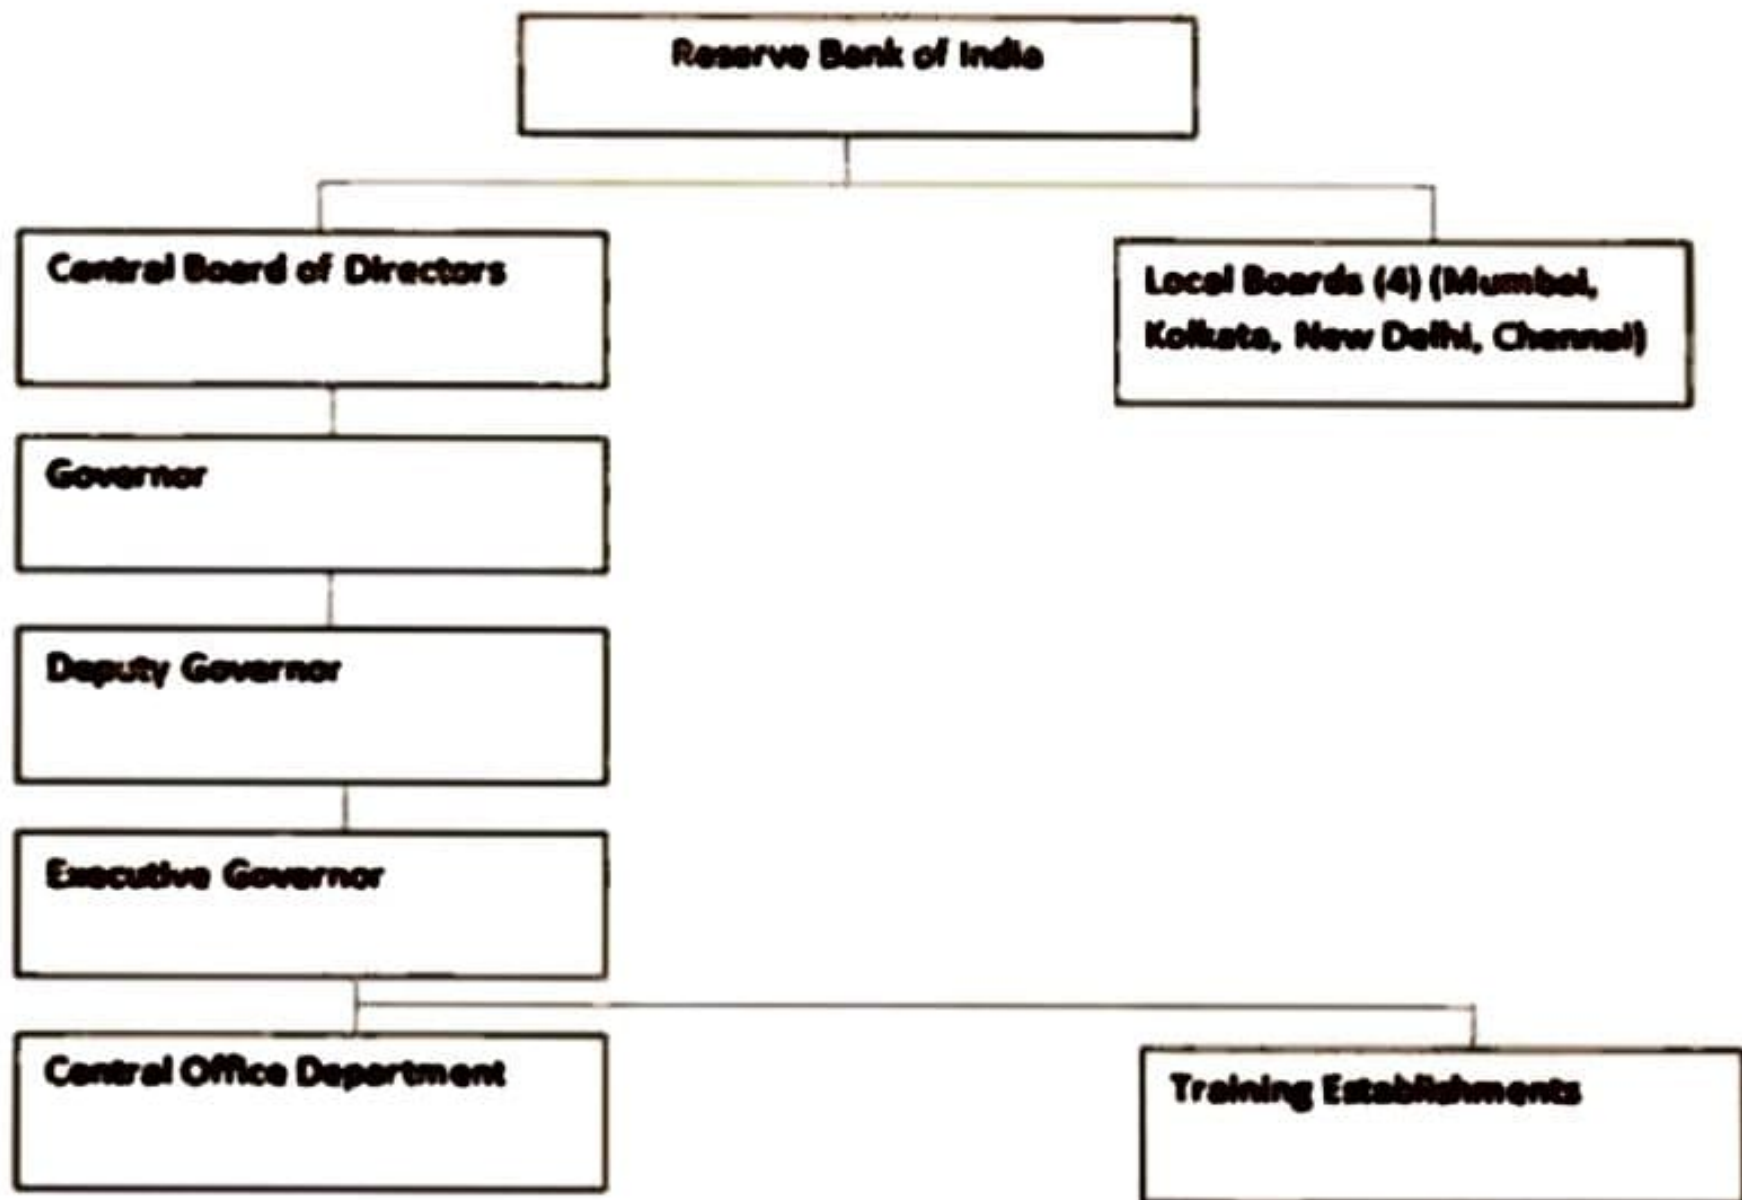 Reserve Bank of India
Central Board of Directors
Local Boards (4) (Mumbai,
Kolkata, New Delhi, Chennai)
Governor
Deputy Governor
Executive Governor
Central Office Department
Training Establishments